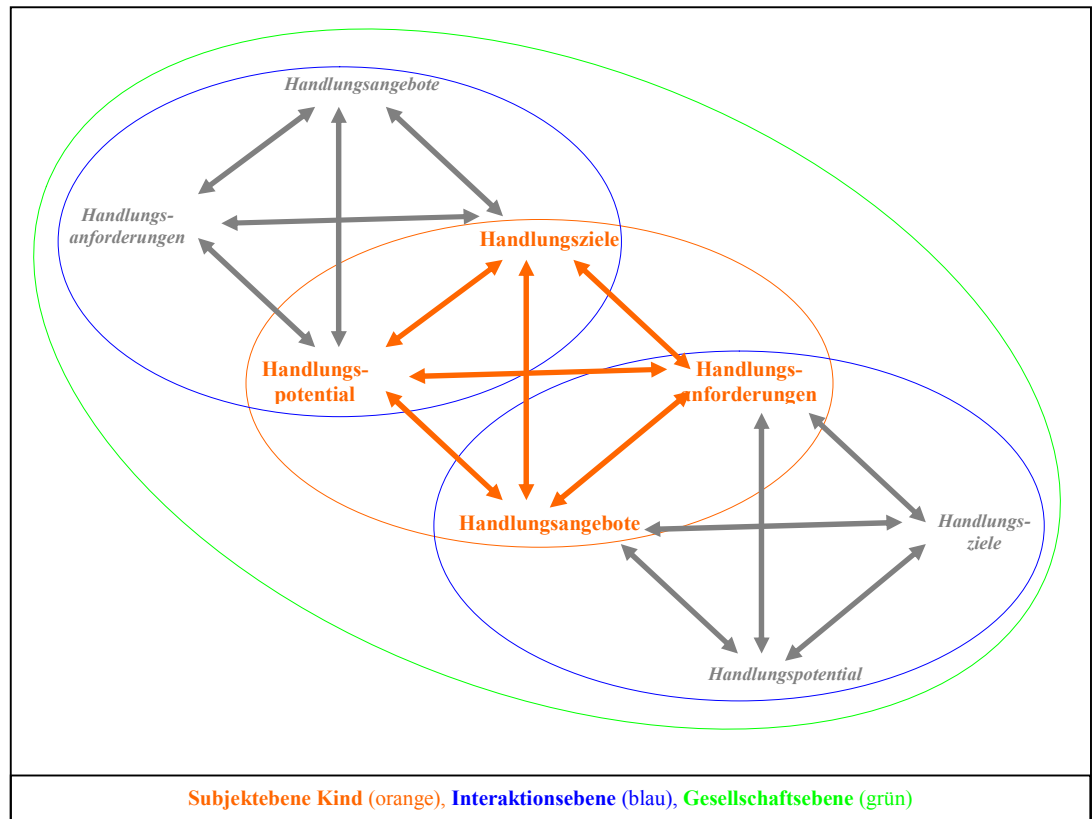 Handlungsangebote
Handlungs-
anforderungen
Handlungsziele
Handlungs-
potential
Handlungs-
anforderungen
Handlungsangebote
Handlungs-
ziele
Handlungspotential
Subjektebene Kind (orange), Interaktionsebene (blau), Gesellschaftsebene (grün)